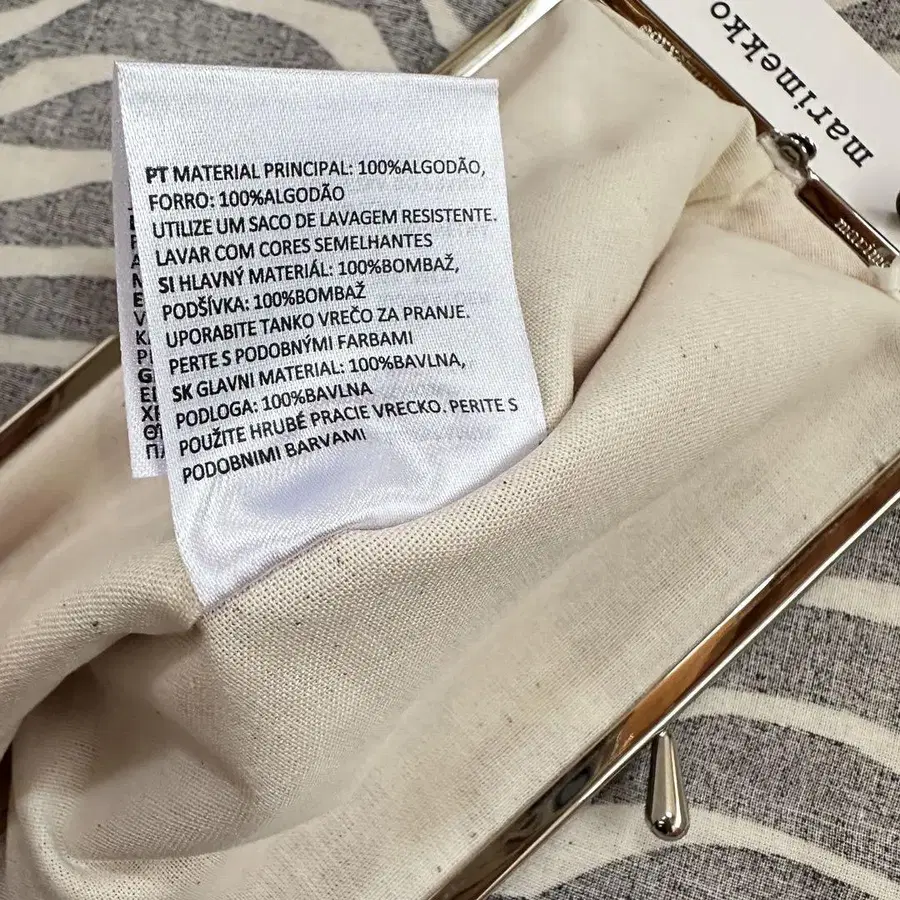 marimekko
PT MATERIAL PRINCIPAL: 100%ALGODÃO,
FORRO: 100%ALGODÃO
UTILIZE UM SACO DE LAVAGEM RESISTENTE.
LAVAR COM CORES SEMELHANTES
SI HLAVNÝ MATERIÁL: 100%BOMBAŽ,
PODŠÍVKA: 100%BOMBAŽ
UPORABITE TANKO VREČO ZA PRANJE.
PERTE S PODOBNÝMI FARBAMI
SK GLAVNI MATERIAL: 100%BAVLNA,
PODLOGA: 100%BAVLNA
POUŽITE HRUBÉ PRACIE VRECKO. PERITE S
PODOBNIMI BARVAMI